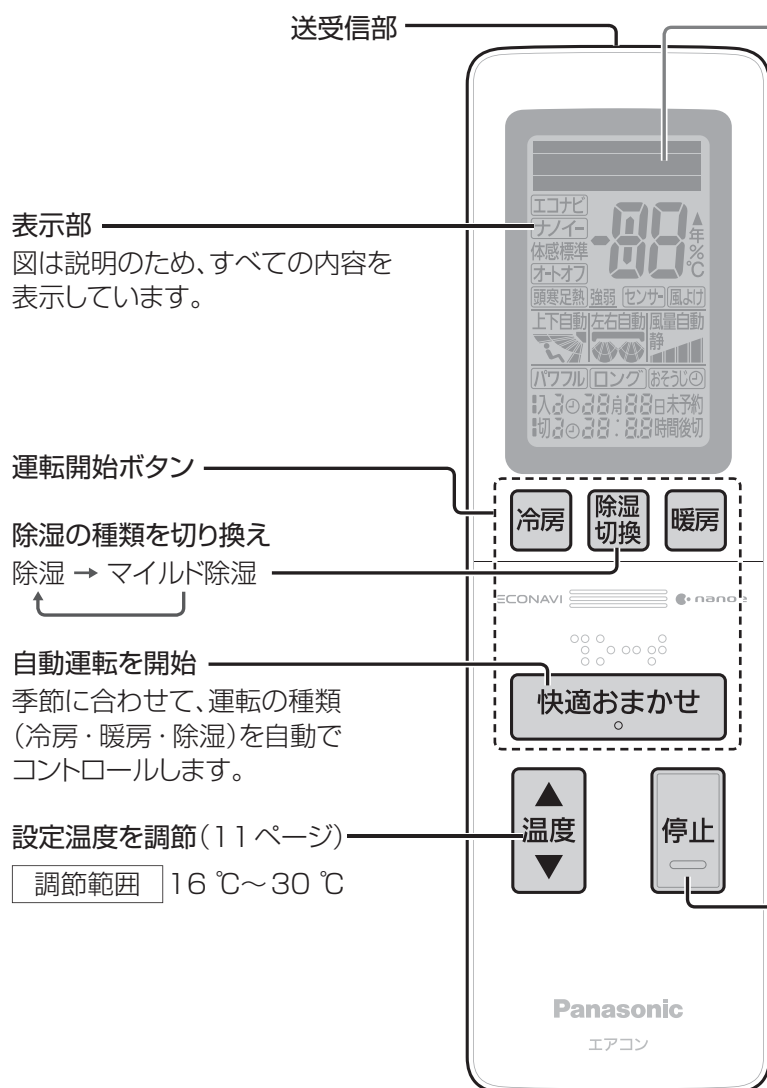 送受信部
表示部
図は説明のため、すべての内容を
表示しています。
運転開始ボタン
除湿の種類を切り換え
除湿 → マイルド除湿
自動運転を開始
季節に合わせて、運転の種類
(冷房・暖房・除湿)を自動で
コントロールします。
設定温度を調節(11ページ)
調節範囲 16 ℃～30 ℃
エコナビ
ナノイー
体感標準
オートオフ
-88
▲
年
%
℃
頭寒足熱 強弱 センサー 風よけ
上下自動 左右自動 風量自動
静
パワフル ロング おそうじ
入 28 月 88 日 未予約
切 28:88 時間後切
冷房 除湿 暖房
切換
ECONAVI nanoe
快適おまかせ
▲
温度
▼
停止
Panasonic
エアコン